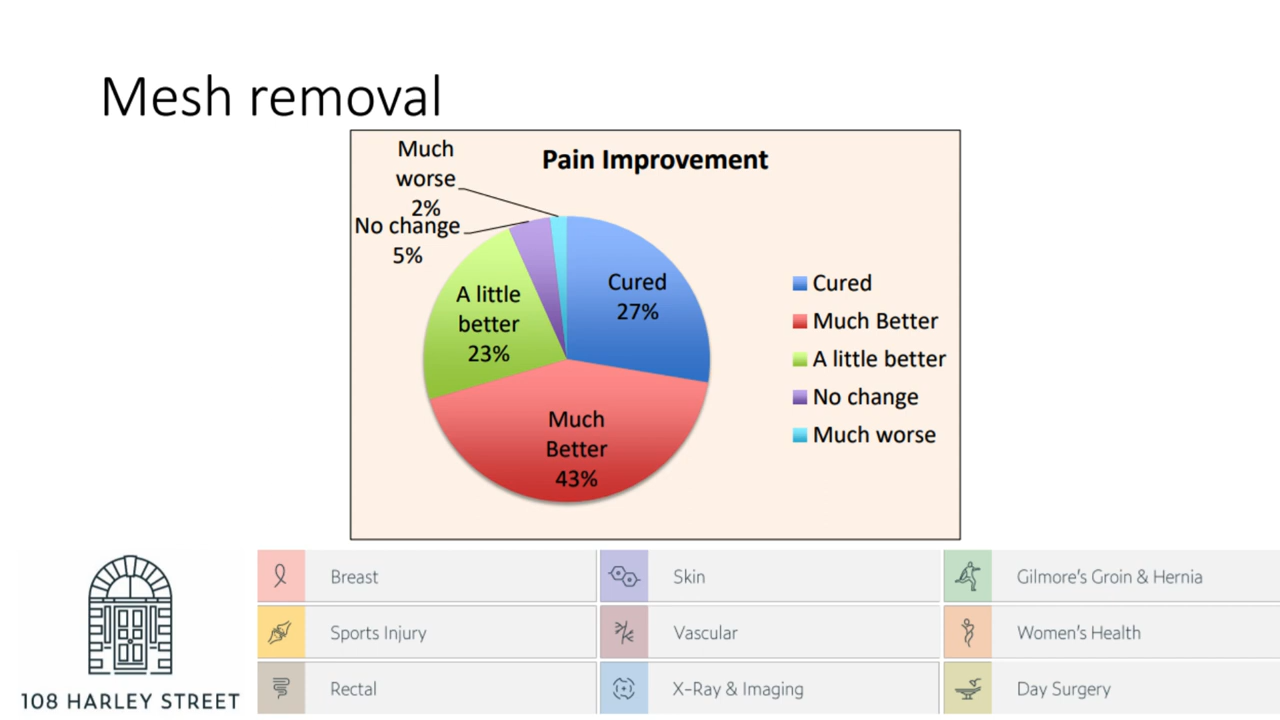 Mesh removal
Pain Improvement
Much
worse
2%
No change
5%
A little
better
23%
Cured
27%
Much
Better
43%
Cured
Much Better
A little better
No change
Much worse
108 HARLEY STREET
Breast
Skin
Gilmore's Groin & Hernia
Sports Injury
Vascular
Women's Health
Rectal
X-Ray & Imaging
Day Surgery